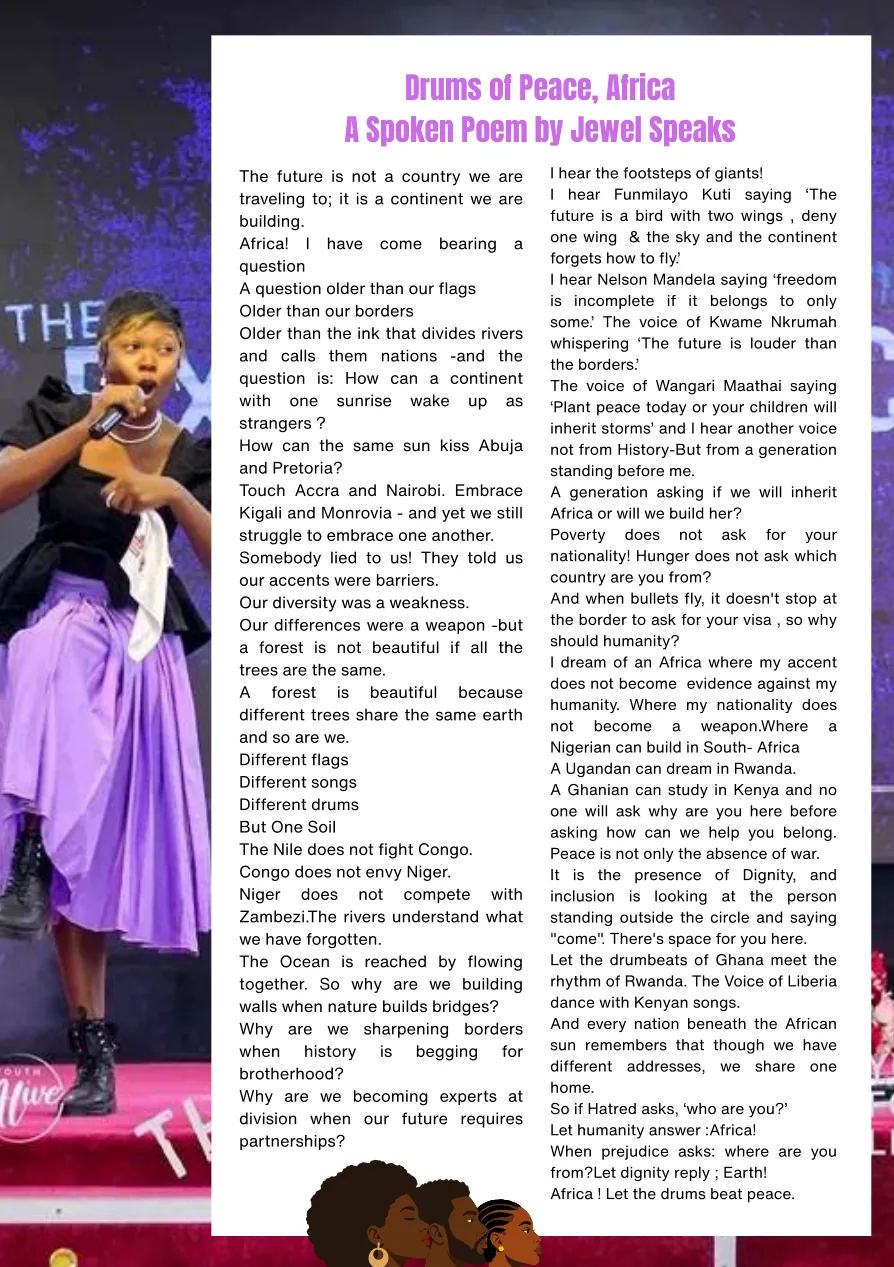 Drums of Peace, Africa
A Spoken Poem by Jewel Speaks
The future is not a country we are
traveling to; it is a continent we are
building.
Africa! I have come bearing a
question
A question older than our flags
Older than our borders
Older than the ink that divides rivers
and calls them nations -and the
question is: How can a continent
with one sunrise wake up as
strangers ?
How can the same sun kiss Abuja
and Pretoria?
Touch Accra and Nairobi. Embrace
Kigali and Monrovia - and yet we still
struggle to embrace one another.
Somebody lied to us! They told us
our accents were barriers.
Our diversity was a weakness.
Our differences were a weapon -but
a forest is not beautiful if all the
trees are the same.
A forest is beautiful because
different trees share the same earth
and so are we.
Different flags
Different songs
Different drums
But One Soil
The Nile does not fight Congo.
Congo does not envy Niger.
Niger does not compete with
Zambezi.The rivers understand what
we have forgotten.
The Ocean is reached by flowing
together. So why are we building
walls when nature builds bridges?
Why are we sharpening borders
when history is begging for
brotherhood?
Why are we becoming experts at
division when our future requires
partnerships?
I hear the footsteps of giants!
I hear Funmilayo Kuti saying ‘The
future is a bird with two wings , deny
one wing & the sky and the continent
forgets how to fly.’
I hear Nelson Mandela saying ‘freedom
is incomplete if it belongs to only
some.’ The voice of Kwame Nkrumah
whispering ‘The future is louder than
the borders.’
The voice of Wangari Maathai saying
‘Plant peace today or your children will
inherit storms’ and I hear another voice
not from History-But from a generation
standing before me.
A generation asking if we will inherit
Africa or will we build her?
Poverty does not ask for your
nationality! Hunger does not ask which
country are you from?
And when bullets fly, it doesn't stop at
the border to ask for your visa , so why
should humanity?
I dream of an Africa where my accent
does not become evidence against my
humanity. Where my nationality does
not become a weapon.Where a
Nigerian can build in South- Africa
A Ugandan can dream in Rwanda.
A Ghanian can study in Kenya and no
one will ask why are you here before
asking how can we help you belong.
Peace is not only the absence of war.
It is the presence of Dignity, and
inclusion is looking at the person
standing outside the circle and saying
"come". There's space for you here.
Let the drumbeats of Ghana meet the
rhythm of Rwanda. The Voice of Liberia
dance with Kenyan songs.
And every nation beneath the African
sun remembers that though we have
different addresses, we share one
home.
So if Hatred asks, ‘who are you?’
Let humanity answer :Africa!
When prejudice asks: where are you
from?Let dignity reply ; Earth!
Africa ! Let the drums beat peace.
THE
YOUTH
Alive